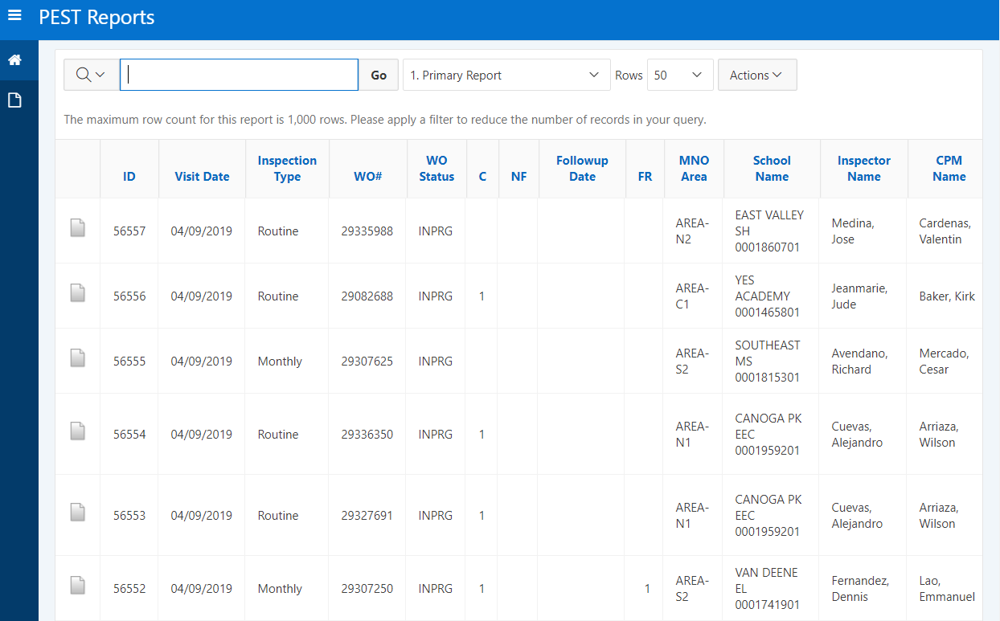 PEST Reports
Go
1. Primary Report
Rows
50
Actions
The maximum row count for this report is 1,000 rows. Please apply a filter to reduce the number of records in your query.
ID
Visit Date
Inspection
Type
WO#
WO
Status
C
NF
Followup
Date
FR
MNO
Area
School
Name
Inspector
Name
CPM
Name
56557
04/09/2019
Routine
29335988
INPRG
AREA-
N2
EAST VALLEY
SH
0001860701
Medina,
Jose
Cardenas,
Valentin
56556
04/09/2019
Routine
29082688
INPRG
1
AREA-
C1
YES
ACADEMY
0001465801
Jeanmarie,
Jude
Baker, Kirk
56555
04/09/2019
Monthly
29307625
INPRG
AREA-
S2
SOUTHEAST
MS
0001815301
Avendano,
Richard
Mercado,
Cesar
56554
04/09/2019
Routine
29336350
INPRG
1
AREA-
N1
CANOGA PK
EEC
0001959201
Cuevas,
Alejandro
Arriaza,
Wilson
56553
04/09/2019
Routine
29327691
INPRG
1
AREA-
N1
CANOGA PK
EEC
0001959201
Cuevas,
Alejandro
Arriaza,
Wilson
56552
04/09/2019
Monthly
29307250
INPRG
1
1
AREA-
S2
VAN DEENE
EL
0001741901
Fernandez,
Dennis
Lao,
Emmanuel